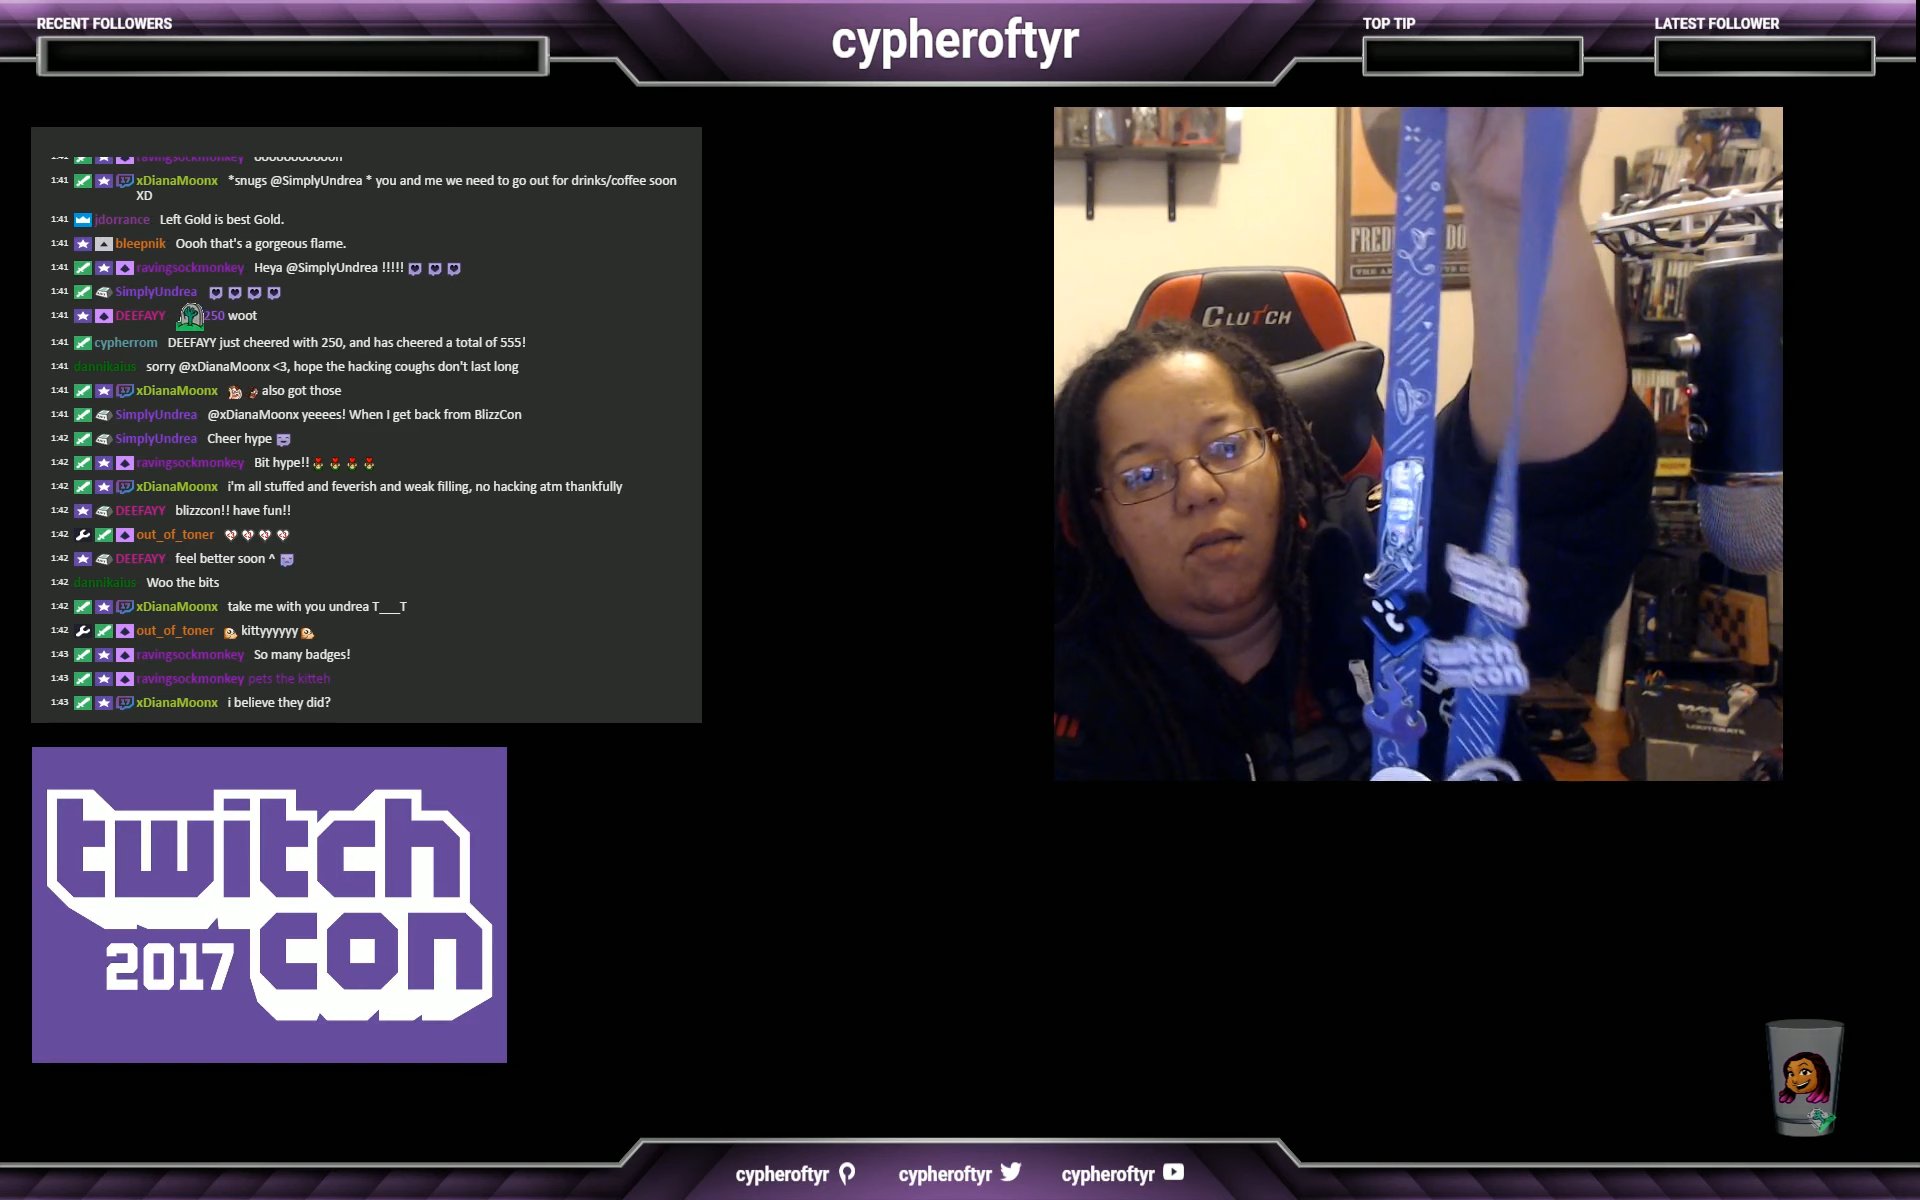 RECENT FOLLOWERS
cypheroftyr
TOP TIP
LATEST FOLLOWER
1:41 ravingsockmonkey
1:41 xDianaMoonx *snugs @SimplyUndrea * you and me we need to go out for drinks/coffee soon
XD
1:41 jdorrance Left Gold is best Gold.
1:41 bleepnik Oooh that's a gorgeous flame.
1:41 ravingsockmonkey Heya @SimplyUndrea !!!!!
1:41 SimplyUndrea
1:41 DEEFAYY 250 woot
1:41 cypherrom DEEFAYY just cheered with 250, and has cheered a total of 555!
1:41 dannikaius sorry @xDianaMoonx <3, hope the hacking coughs don't last long
1:41 xDianaMoonx also got those
1:41 SimplyUndrea @xDianaMoonx yeeees! When I get back from BlizzCon
1:42 SimplyUndrea Cheer hype
1:42 ravingsockmonkey Bit hype!!
1:42 xDianaMoonx i'm all stuffed and feverish and weak filling, no hacking atm thankfully
1:42 DEEFAYY blizzcon!! have fun!!
1:42 out_of_toner
1:42 DEEFAYY feel better soon ^
1:42 dannikaius Woo the bits
1:42 xDianaMoonx take me with you undrea T___T
1:42 out_of_toner kittyyyyyy
1:43 ravingsockmonkey So many badges!
1:43 ravingsockmonkey pets the kitteh
1:43 xDianaMoonx i believe they did?
CLUTCH
FRED
DO
LOOTCRATE
twitch
con
2017
cypheroftyr
cypheroftyr
cypheroftyr